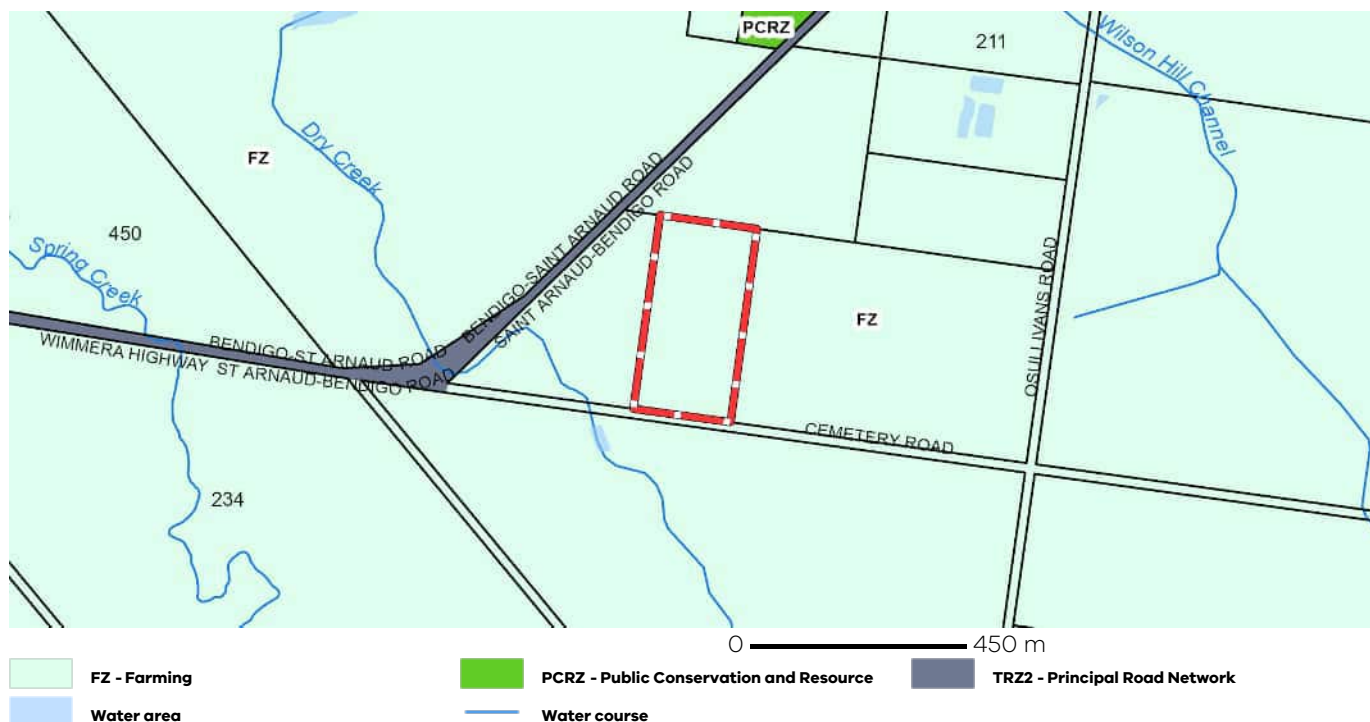 PCRZ
211
Wilson Hill Channel
Dry Creek
FZ
BENDIGO-SAINT ARNAUD ROAD
SAINT ARNAUD-BENDIGO ROAD
450
Spring Creek
OSULLIVANS ROAD
FZ
BENDIGO-ST ARNAUD ROAD
WIMMERA HIGHWAY ST ARNAUD-BENDIGO ROAD
CEMETERY ROAD
234
0 450 m
FZ - Farming
PCRZ - Public Conservation and Resource
TRZ2 - Principal Road Network
Water area
Water course